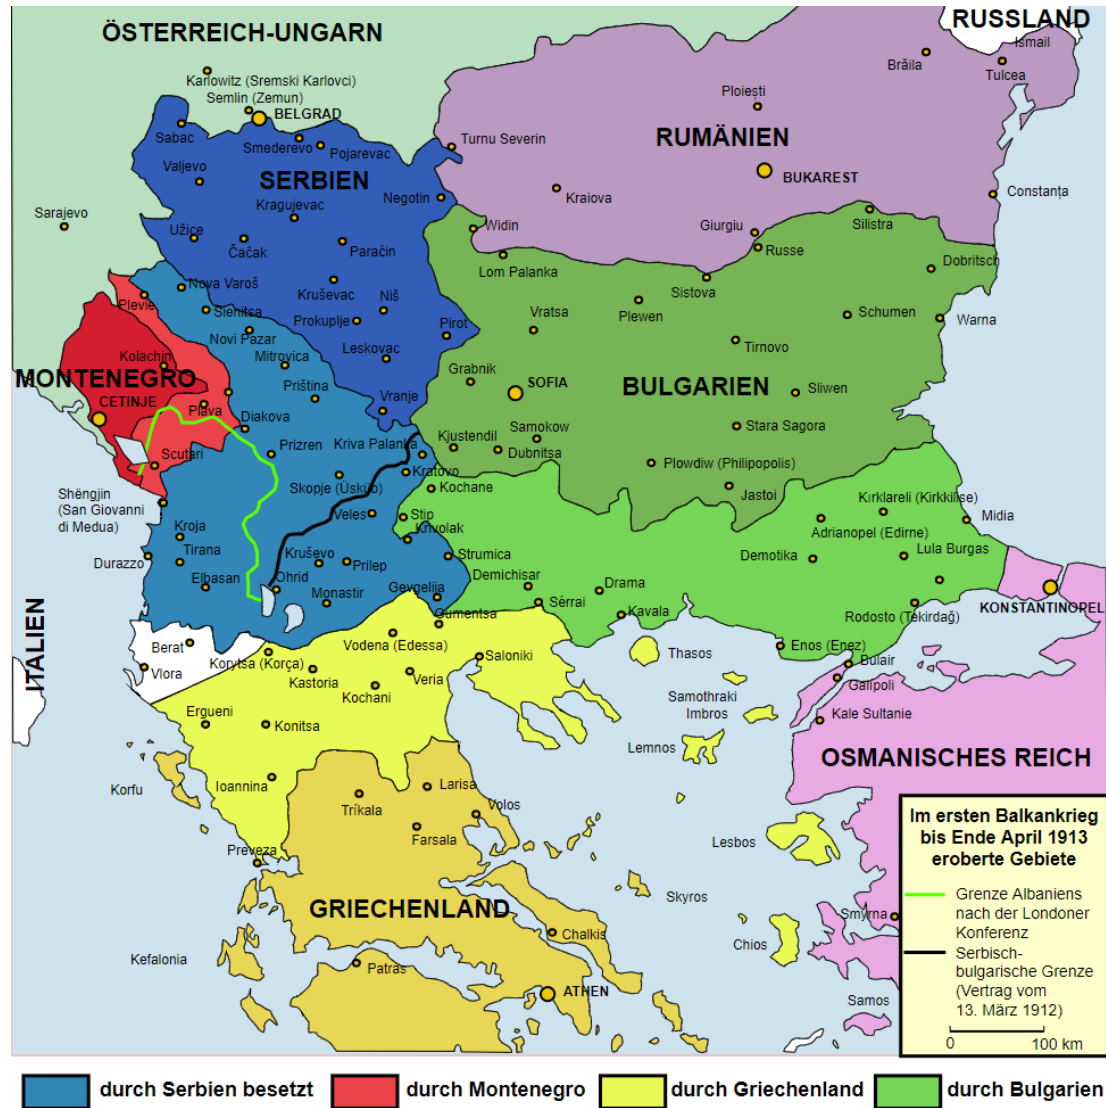 ÖSTERREICH-UNGARN
RUSSLAND
Ismail
Brăila
Tulcea
Karlowitz (Sremski Karlovci)
Semlin (Zemun)
BELGRAD
Ploiești
Sabac
Smederevo
Pojarevac
Turnu Severin
RUMÄNIEN
Valjevo
SERBIEN
BUKAREST
Kraiova
Constanța
Negotin
Kragujevac
Sarajevo
Užice
Čačak
Paraćin
Widin
Giurgiu
Silistra
Russe
Lom Palanka
Dobritsch
Nova Varoš
Kruševac
Niš
Sistova
Plevie
Sienitsa
Prokuplje
Vratsa
Plewen
Schumen
Warna
Novi Pazar
Pirot
Mitrovica
Leskovac
Tirnovo
Kolachin
MONTENEGRO
CETINJE
Priština
Grabnik
SOFIA
BULGARIEN
Sliwen
Plava
Vranje
Diakova
Samokow
Stara Sagora
Prizren
Kriva Palanka
Kjustendil
Dubnitsa
Scutari
Kratovo
Plowdiw (Philipopolis)
Skopje (Üsküb)
Kochane
Jastoi
Shëngjin
(San Giovanni
di Medua)
Kırklareli (Kirkkilise)
Veles
Stip
Midia
Kroja
Krivolak
Adrianopel (Edirne)
Tirana
Durazzo
Kruševo
Prilep
Strumica
Demotika
Lula Burgas
Elbasan
Ohrid
Monastir
Gevgelija
Demichisar
Drama
KONSTANTINOPEL
Sérrai
Kavala
Rodosto (Tekirdağ)
ITALIEN
Gumentsa
Berat
Vodena (Edessa)
Enos (Enez)
Vlora
Korytsa (Korça)
Saloniki
Thasos
Bulair
Kastoria
Veria
Galipoli
Kochani
Samothraki
Imbros
Ergueni
Konitsa
Kale Sultanie
Lemnos
OSMANISCHES REICH
Korfu
Ioannina
Larisa
Tríkala
Volos
Farsala
Lesbos
Preveza
Skyros
GRIECHENLAND
Smyrna
Chalkis
Chios
Kefalonia
Patras
ATHEN
Samos
Im ersten Balkankrieg
bis Ende April 1913
eroberte Gebiete
Grenze Albaniens
nach der Londoner
Konferenz
Serbisch-
bulgarische Grenze
(Vertrag vom
13. März 1912)
0 100 km
durch Serbien besetzt
durch Montenegro
durch Griechenland
durch Bulgarien